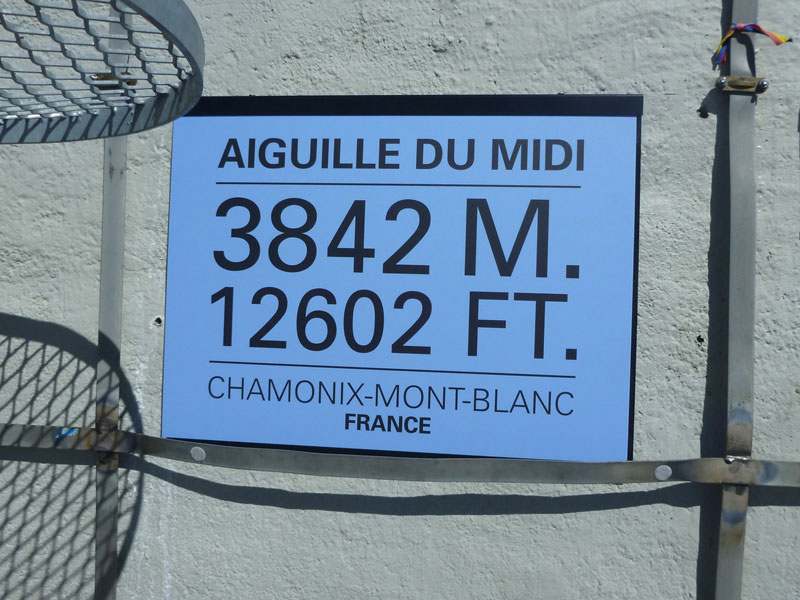 AIGUILLE DU MIDI
3842 M.
12602 FT.
CHAMONIX-MONT-BLANC
FRANCE